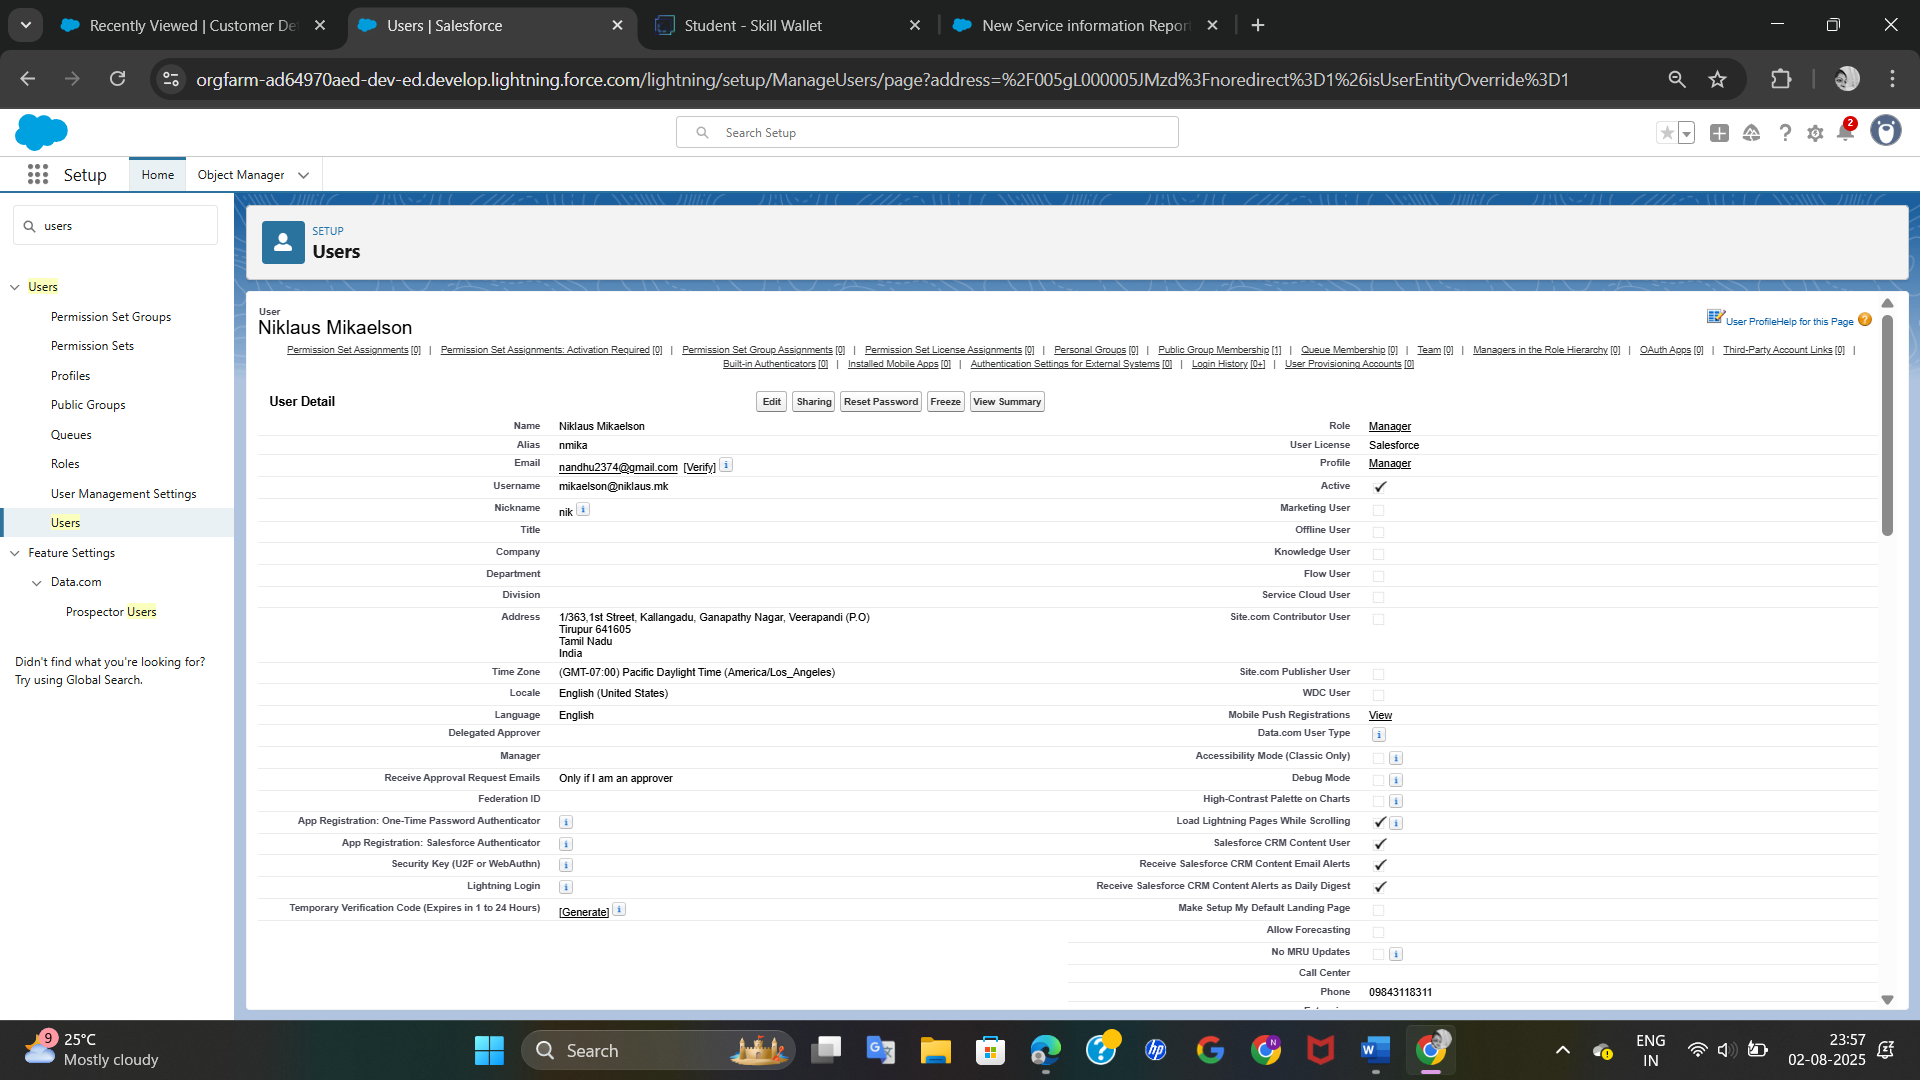 Recently Viewed | Customer De
Users | Salesforce
Student - Skill Wallet
New Service information Report
orgfarm-ad64970aed-dev-ed.develop.lightning.force.com/lightning/setup/ManageUsers/page?address=%2F005gL000005JMzd%3Fnoredirect%3D1%26isUserEntityOverride%3D1
Search Setup
2
Setup
Home
Object Manager
users
Users
Permission Set Groups
Permission Sets
Profiles
Public Groups
Queues
Roles
User Management Settings
Users
Feature Settings
Data.com
Prospector Users
Didn't find what you're looking for?
Try using Global Search.
SETUP
Users
User
Niklaus Mikaelson
User Profile Help for this Page ?
Permission Set Assignments [0] | Permission Set Assignments: Activation Required [0] | Permission Set Group Assignments [0] | Permission Set License Assignments [0] | Personal Groups [0] | Public Group Membership [1] | Queue Membership [0] | Team [0] | Managers in the Role Hierarchy [0] | OAuth Apps [0] | Third-Party Account Links [0] |
Built-in Authenticators [0] | Installed Mobile Apps [0] | Authentication Settings for External Systems [0] | Login History [0+] | User Provisioning Accounts [0]
User Detail
Edit Sharing Reset Password Freeze View Summary
Name Niklaus Mikaelson
Role Manager
Alias nmika
User License Salesforce
Email nandhu2374@gmail.com [Verify] i
Profile Manager
Username mikaelson@niklaus.mk
Active ✓
Nickname nik i
Marketing User
Title
Offline User
Company
Knowledge User
Department
Flow User
Division
Service Cloud User
Address 1/363,1st Street, Kallangadu, Ganapathy Nagar, Veerapandi (P.O)
Tirupur 641605
Tamil Nadu
India
Site.com Contributor User
Time Zone (GMT-07:00) Pacific Daylight Time (America/Los_Angeles)
Site.com Publisher User
Locale English (United States)
WDC User
Language English
Mobile Push Registrations View
Delegated Approver
Data.com User Type i
Manager
Accessibility Mode (Classic Only) i
Receive Approval Request Emails Only if I am an approver
Debug Mode i
Federation ID
High-Contrast Palette on Charts i
App Registration: One-Time Password Authenticator i
Load Lightning Pages While Scrolling ✓ i
App Registration: Salesforce Authenticator i
Salesforce CRM Content User ✓
Security Key (U2F or WebAuthn) i
Receive Salesforce CRM Content Email Alerts ✓
Lightning Login i
Receive Salesforce CRM Content Alerts as Daily Digest ✓
Temporary Verification Code (Expires in 1 to 24 Hours) [Generate] i
Make Setup My Default Landing Page
Allow Forecasting
No MRU Updates i
Call Center
Phone 09843118311
9
25°C
Mostly cloudy
Search
ENG
IN
23:57
02-08-2025